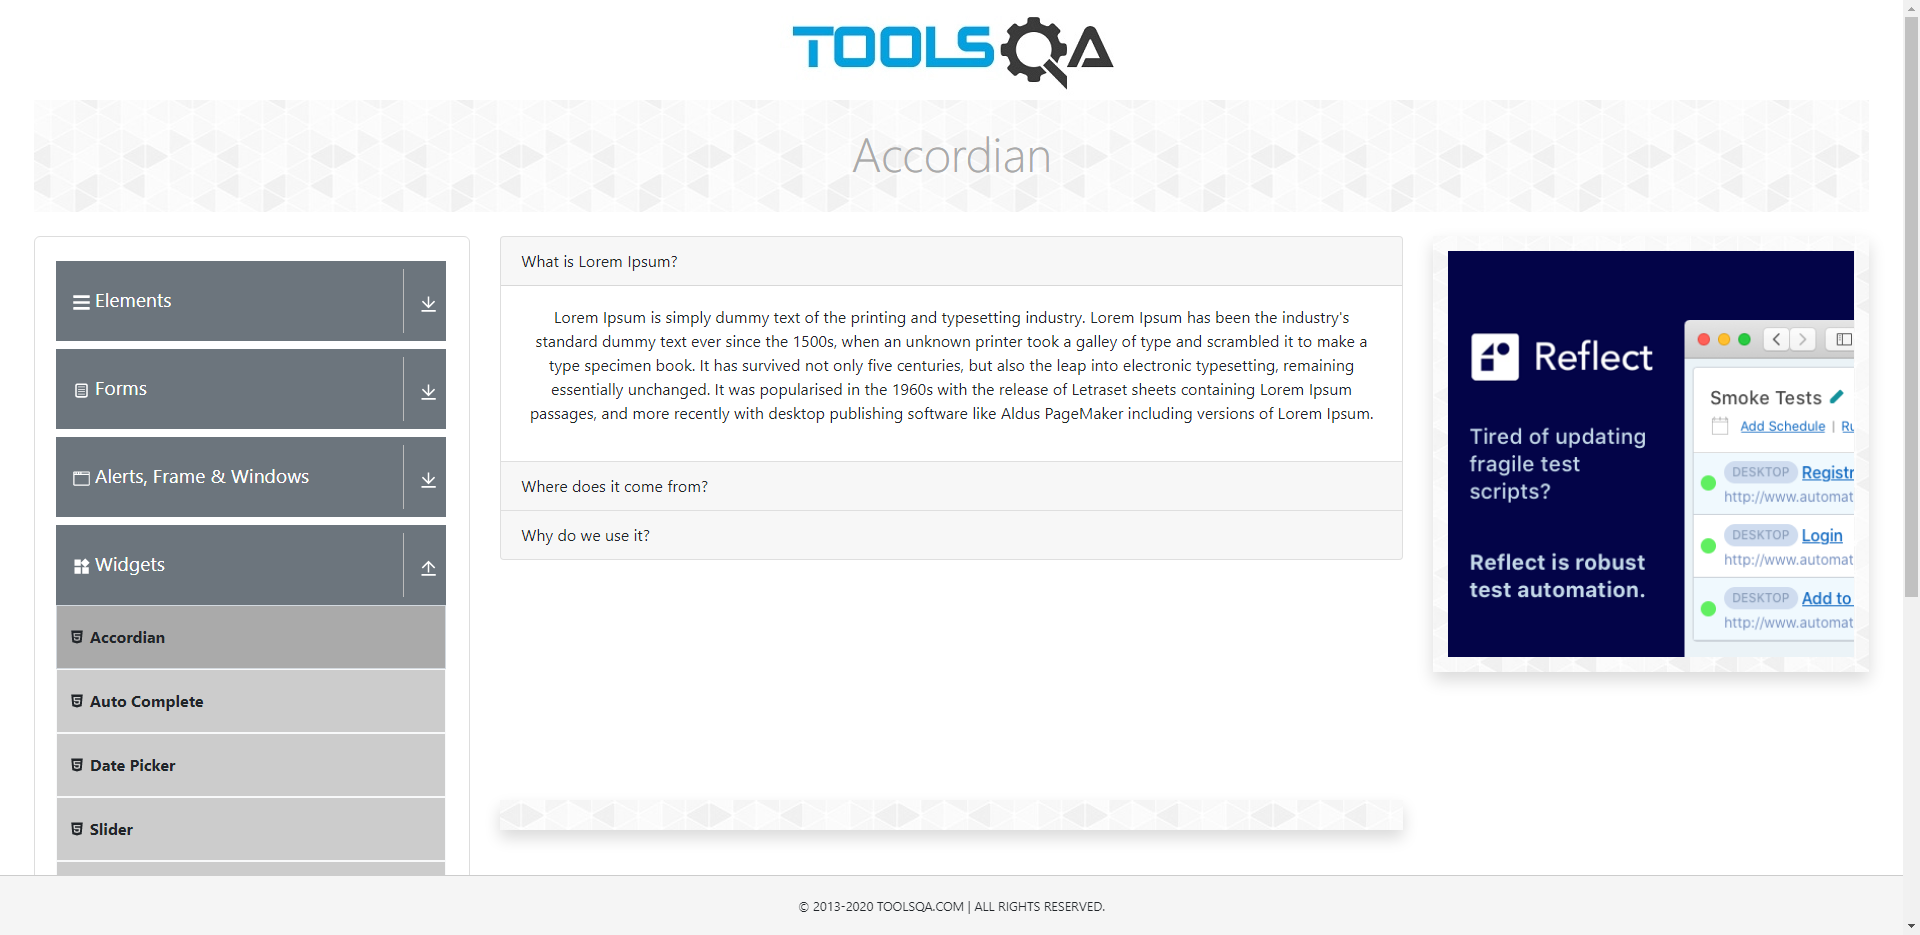 TOOLSQA
Accordian
Elements
Forms
Alerts, Frame & Windows
Widgets
Accordian
Auto Complete
Date Picker
Slider
What is Lorem Ipsum?
Lorem Ipsum is simply dummy text of the printing and typesetting industry. Lorem Ipsum has been the industry's
standard dummy text ever since the 1500s, when an unknown printer took a galley of type and scrambled it to make a
type specimen book. It has survived not only five centuries, but also the leap into electronic typesetting, remaining
essentially unchanged. It was popularised in the 1960s with the release of Letraset sheets containing Lorem Ipsum
passages, and more recently with desktop publishing software like Aldus PageMaker including versions of Lorem Ipsum.
Where does it come from?
Why do we use it?
Reflect
Tired of updating
fragile test
scripts?
Reflect is robust
test automation.
Smoke Tests
Add Schedule | Ru
DESKTOP Registr
http://www.automat
DESKTOP Login
http://www.automat
DESKTOP Add to
http://www.automat
© 2013-2020 TOOLSQA.COM | ALL RIGHTS RESERVED.